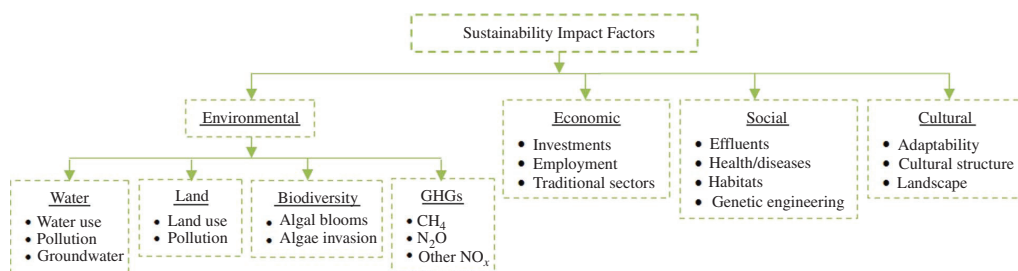 Sustainability Impact Factors
Environmental
Water
• Water use
• Pollution
• Groundwater
Land
• Land use
• Pollution
Biodiversity
• Algal blooms
• Algae invasion
GHGs
• CH₄
• N₂O
• Other NOₓ
Economic
• Investments
• Employment
• Traditional sectors
Social
• Effluents
• Health/diseases
• Habitats
• Genetic engineering
Cultural
• Adaptability
• Cultural structure
• Landscape